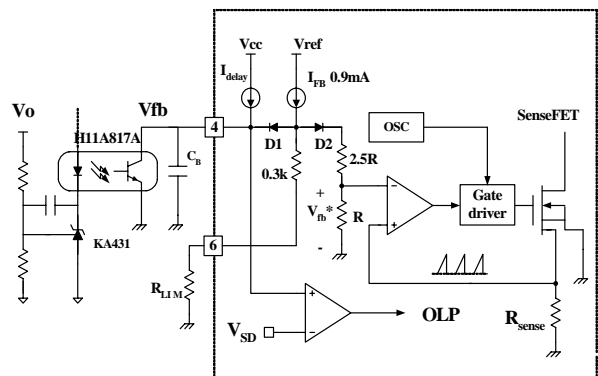 Vcc Vref
Idelay IFB 0.9mA
Vo Vfb SenseFET
H11A817A 4 OSC
D1 D2
CB 2.5R
0.3k
+ − Gate driver
Vfb* R
- +
KA431
6
RLIM
+ OLP Rsense
VSD −